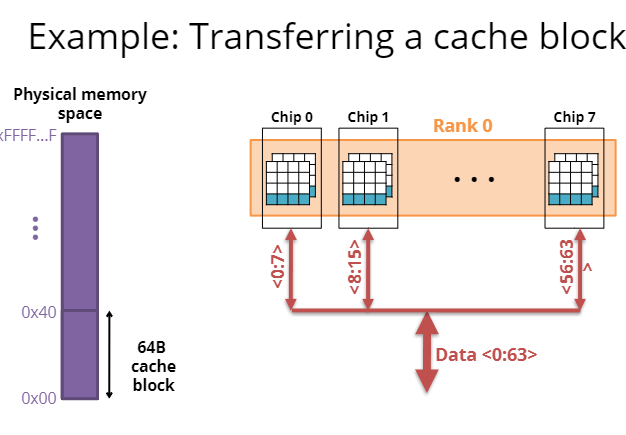 Example: Transferring a cache block
Physical memory
space
xFFFF...F
0x40
0x00
64B
cache
block
Chip 0
Chip 1
Rank 0
Chip 7
<0:7>
<8:15>
<56:63
>
Data <0:63>